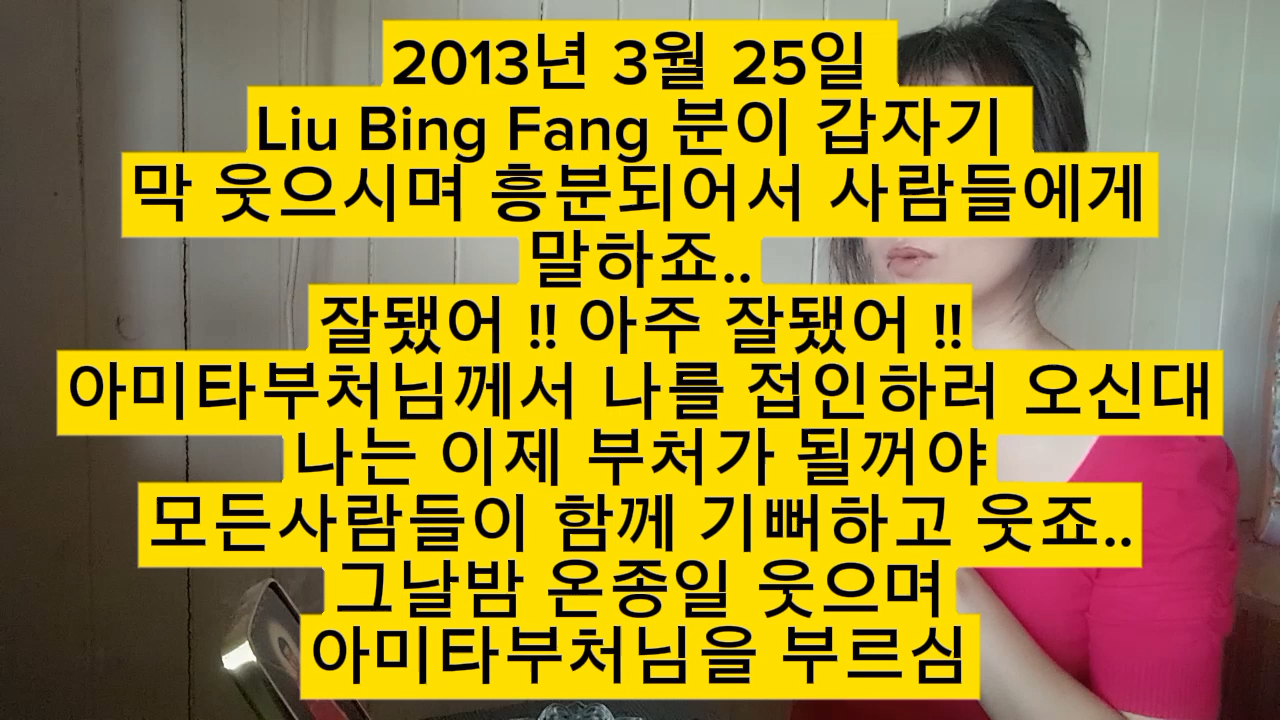 2013년 3월 25일
Liu Bing Fang 분이 갑자기
막 웃으시며 흥분되어서 사람들에게
말하죠..
잘됐어 !! 아주 잘됐어 !!
아미타부처님께서 나를 접인하러 오신대
나는 이제 부처가 될꺼야
모든사람들이 함께 기뻐하고 웃죠..
그날밤 온종일 웃으며
아미타부처님을 부르심